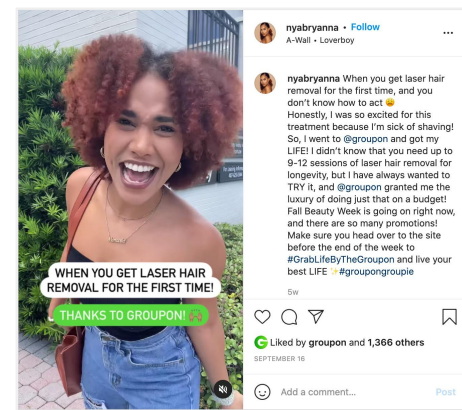 WHEN YOU GET LASER HAIR
REMOVAL FOR THE FIRST TIME!
THANKS TO GROUPON! 🙌🏽
nyabryanna • Follow
A-Wall • Loverboy
nyabryanna When you get laser hair
removal for the first time, and you
don't know how to act 😩
Honestly, I was so excited for this
treatment because I'm sick of shaving!
So, I went to @groupon and got my
LIFE! I didn't know that you need up to
9-12 sessions of laser hair removal for
longevity, but I have always wanted to
TRY it, and @groupon granted me the
luxury of doing just that on a budget!
Fall Beauty Week is going on right now,
and there are so many promotions!
Make sure you head over to the site
before the end of the week to
#GrabLifeByTheGroupon and live your
best LIFE ✨#groupongroupie
5w
Liked by groupon and 1,366 others
SEPTEMBER 16
Add a comment...
Post